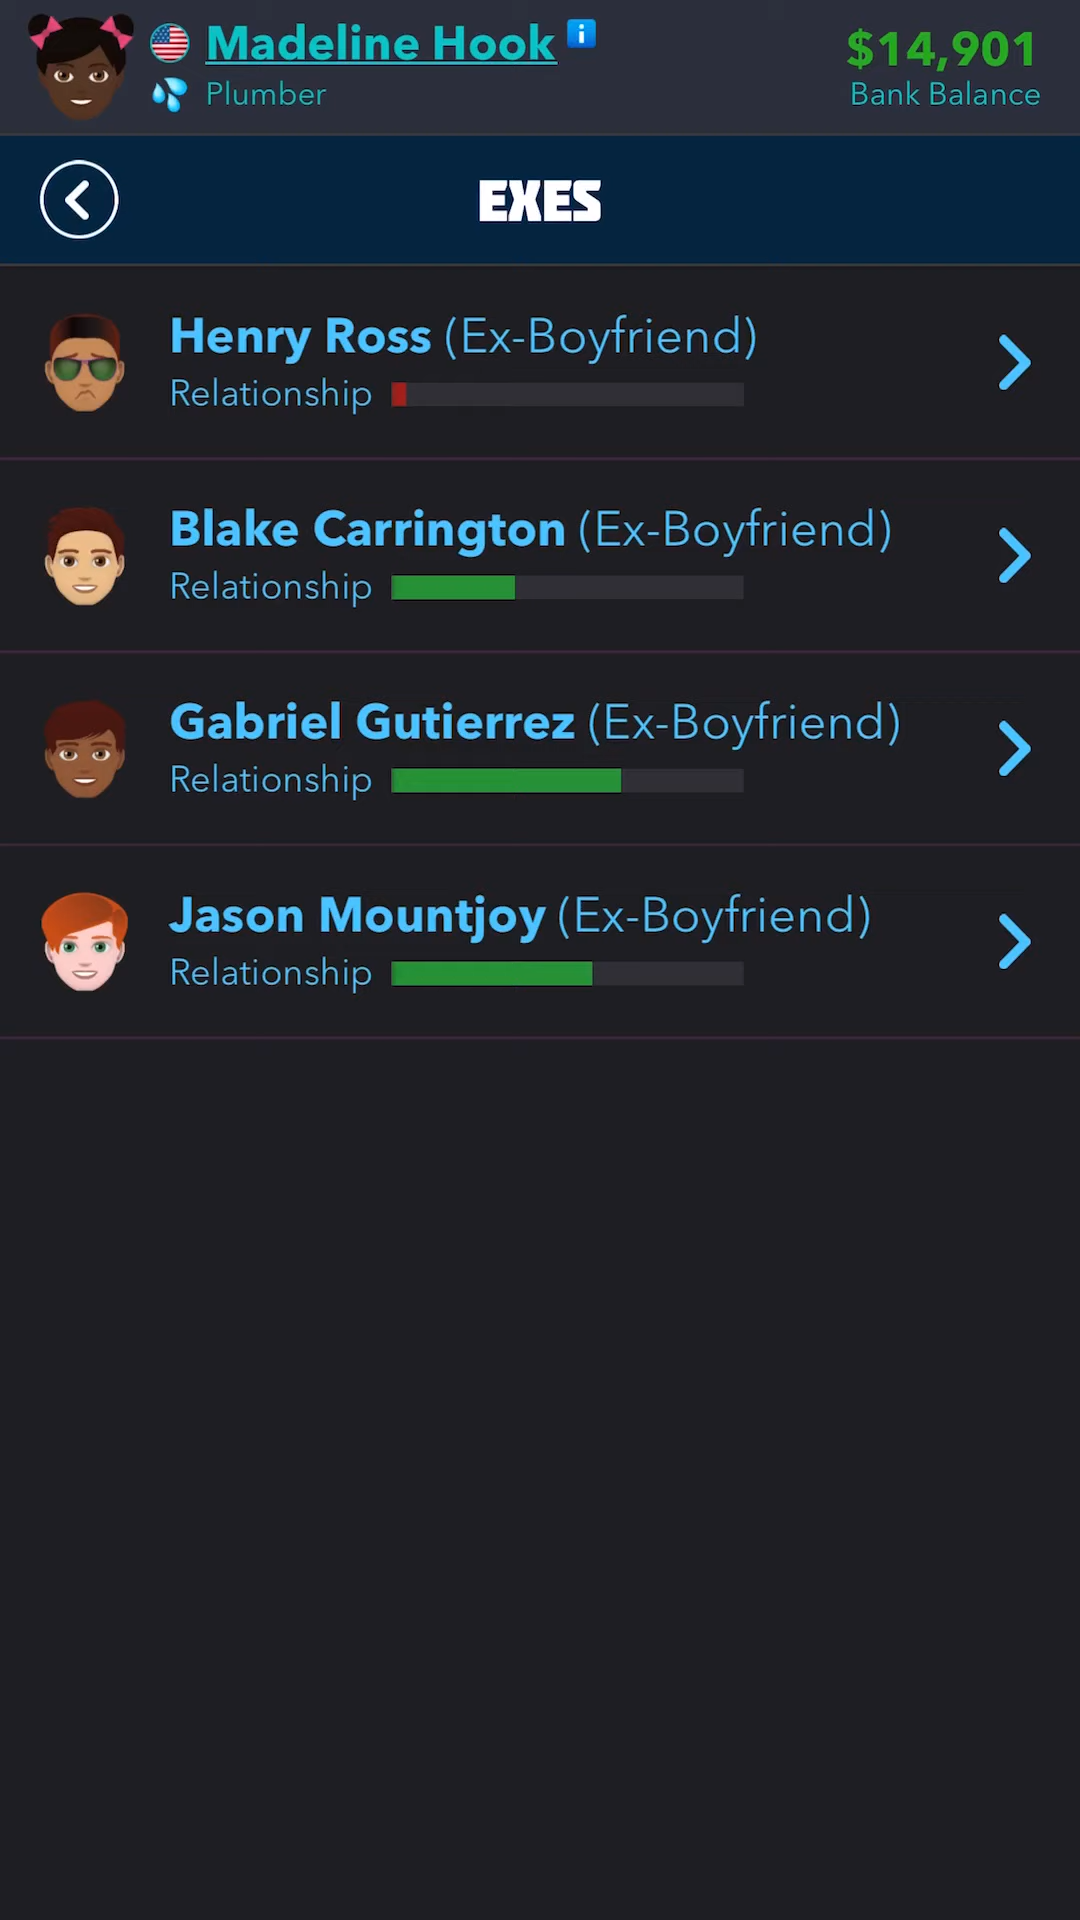 Madeline Hook
Plumber
$14,901
Bank Balance
EXES
Henry Ross (Ex-Boyfriend)
Relationship
Blake Carrington (Ex-Boyfriend)
Relationship
Gabriel Gutierrez (Ex-Boyfriend)
Relationship
Jason Mountjoy (Ex-Boyfriend)
Relationship